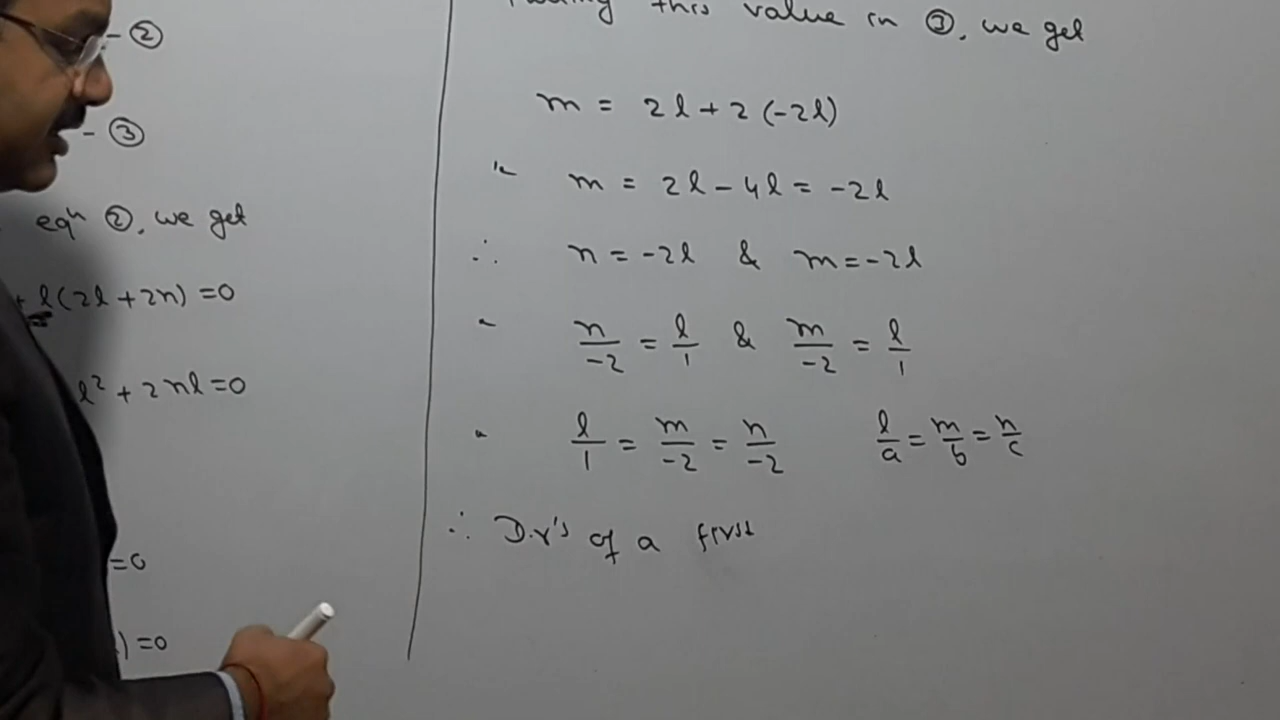 - ②
- ③
eqⁿ ②, we get
+ l(2l + 2n) = 0
l² + 2nl = 0
= 0
) = 0
this value in ③, we get
m = 2l + 2 (-2l)
m = 2l - 4l = -2l
∴ n = -2l & m = -2l
n/-2 = l/1 & m/-2 = l/1
l/1 = m/-2 = n/-2 l/a = m/b = n/c
∴ D.r's of a first